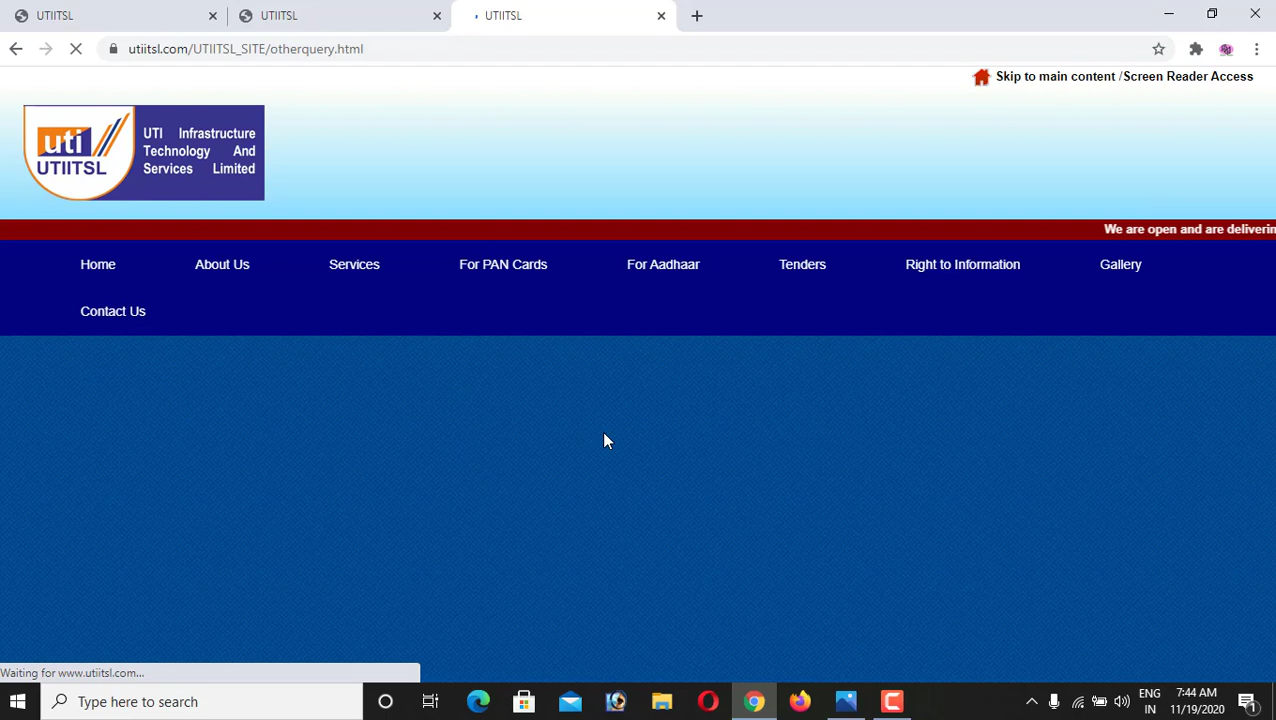 UTIITSL
UTIITSL
UTIITSL
utiitsl.com/UTIITSL_SITE/otherquery.html
Skip to main content /Screen Reader Access
uti
UTIITSL
UTI Infrastructure
Technology And
Services Limited
We are open and are deliverin
Home
About Us
Services
For PAN Cards
For Aadhaar
Tenders
Right to Information
Gallery
Contact Us
Waiting for www.utiitsl.com...
Type here to search
ENG
IN
7:44 AM
11/19/2020
1